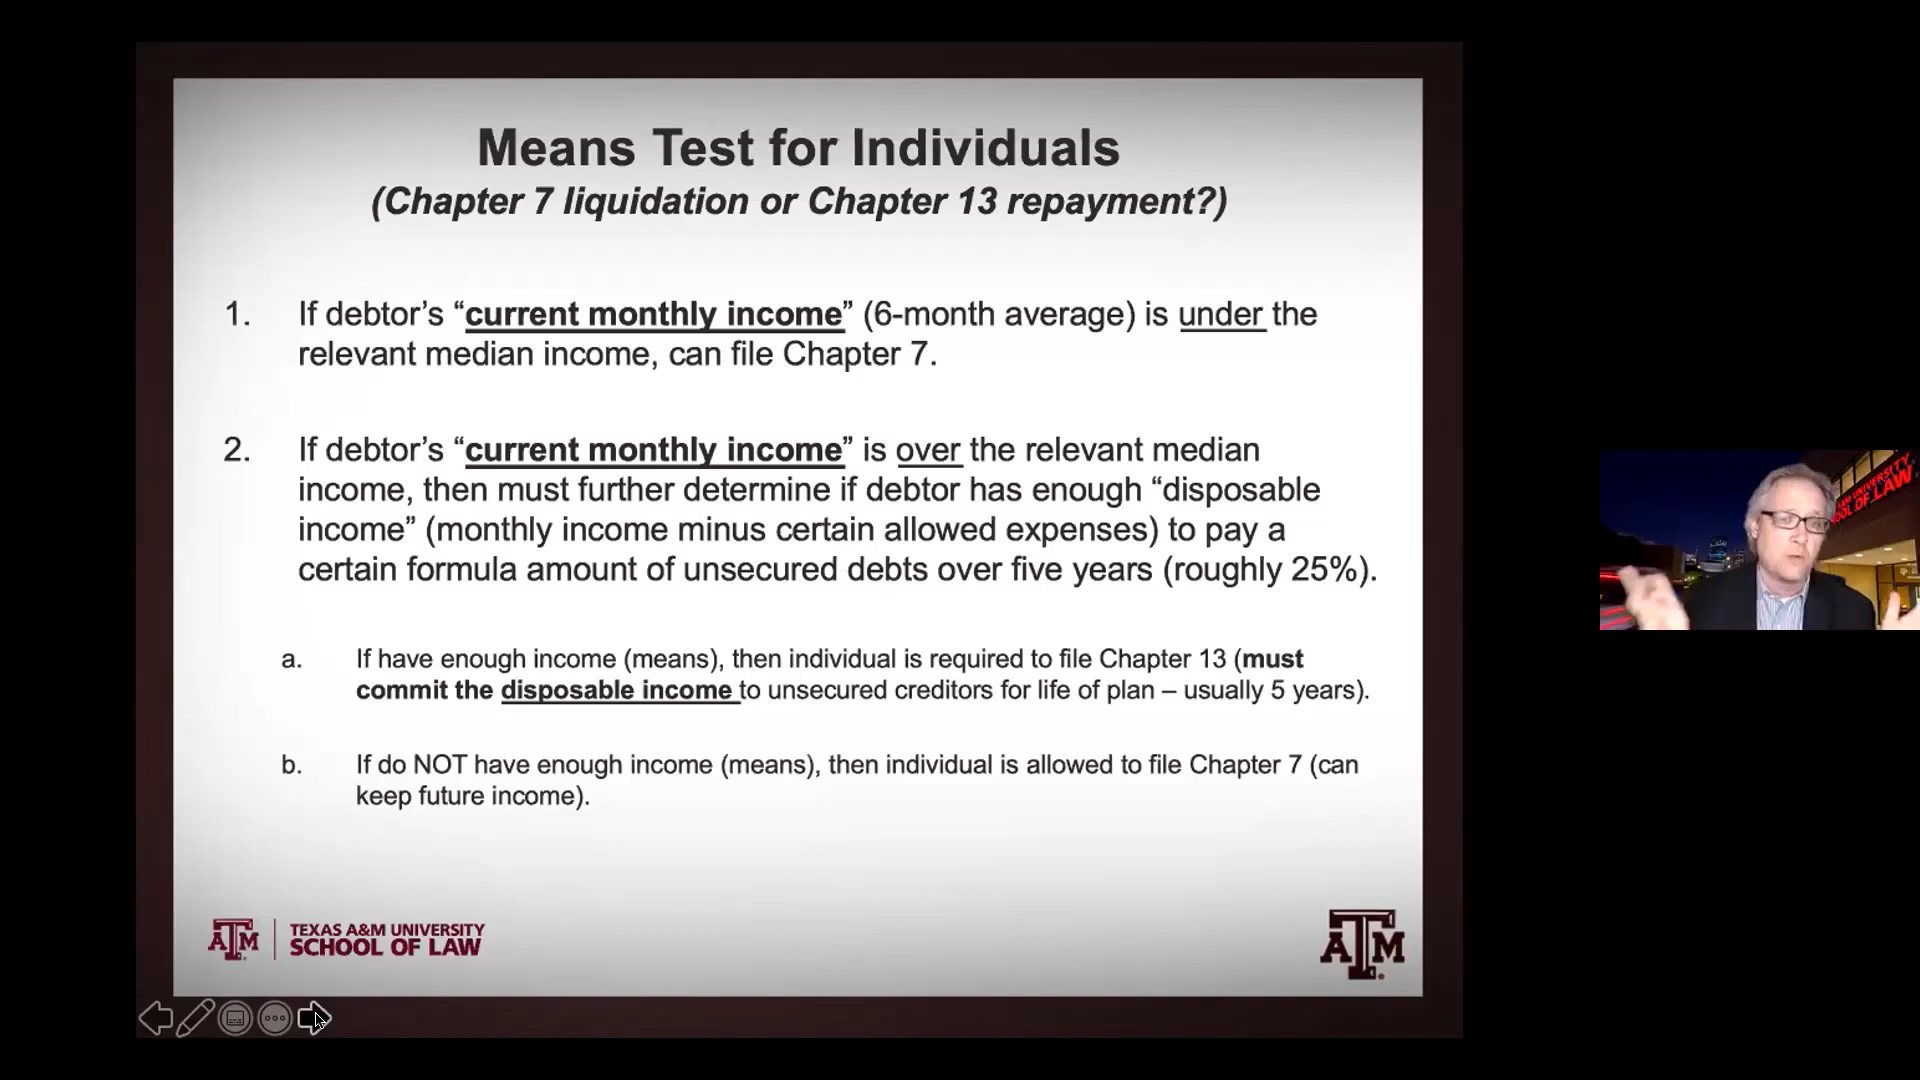 Means Test for Individuals
(Chapter 7 liquidation or Chapter 13 repayment?)
1. If debtor’s “current monthly income” (6-month average) is under the
relevant median income, can file Chapter 7.
2. If debtor’s “current monthly income” is over the relevant median
income, then must further determine if debtor has enough “disposable
income” (monthly income minus certain allowed expenses) to pay a
certain formula amount of unsecured debts over five years (roughly 25%).
a. If have enough income (means), then individual is required to file Chapter 13 (must
commit the disposable income to unsecured creditors for life of plan – usually 5 years).
b. If do NOT have enough income (means), then individual is allowed to file Chapter 7 (can
keep future income).
ATM
TEXAS A&M UNIVERSITY
SCHOOL OF LAW
ATM
UNIVERSITY
OF LAW